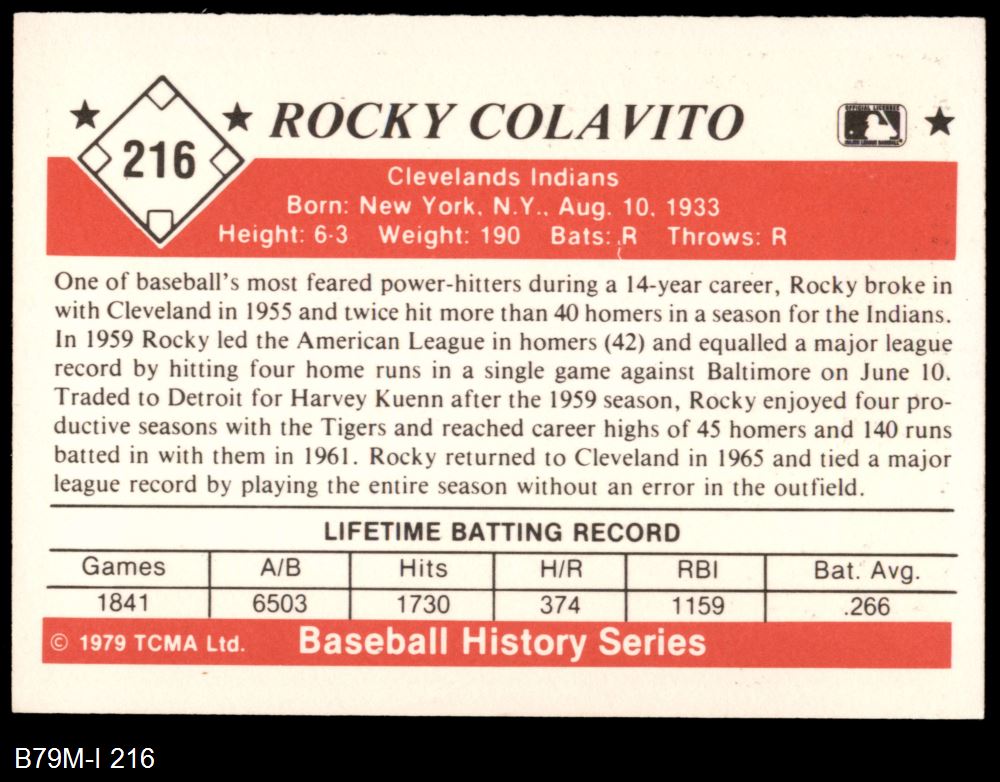 216
ROCKY COLAVITO
OFFICIAL LICENSEE
MAJOR LEAGUE BASEBALL
Clevelands Indians
Born: New York, N.Y., Aug. 10, 1933
Height: 6-3 Weight: 190 Bats: R Throws: R
One of baseball's most feared power-hitters during a 14-year career, Rocky broke in
with Cleveland in 1955 and twice hit more than 40 homers in a season for the Indians.
In 1959 Rocky led the American League in homers (42) and equalled a major league
record by hitting four home runs in a single game against Baltimore on June 10.
Traded to Detroit for Harvey Kuenn after the 1959 season, Rocky enjoyed four pro-
ductive seasons with the Tigers and reached career highs of 45 homers and 140 runs
batted in with them in 1961. Rocky returned to Cleveland in 1965 and tied a major
league record by playing the entire season without an error in the outfield.
LIFETIME BATTING RECORD
Games A/B Hits H/R RBI Bat. Avg.
1841 6503 1730 374 1159 .266
© 1979 TCMA Ltd. Baseball History Series
B79M-I 216